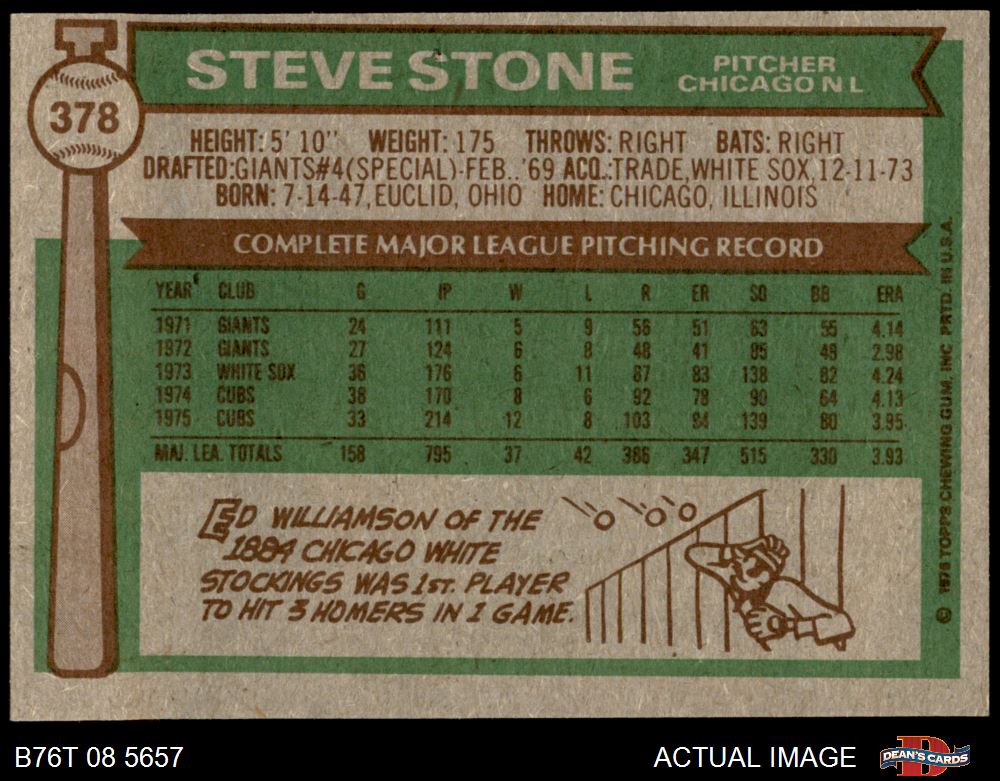 378
STEVE STONE
PITCHER
CHICAGO N L
HEIGHT: 5' 10" WEIGHT: 175 THROWS: RIGHT BATS: RIGHT
DRAFTED:GIANTS#4(SPECIAL)-FEB..'69 ACQ.:TRADE,WHITE SOX,12-11-73
BORN: 7-14-47, EUCLID, OHIO HOME: CHICAGO, ILLINOIS
COMPLETE MAJOR LEAGUE PITCHING RECORD
YEAR CLUB G IP W L R ER SO BB ERA
1971 GIANTS 24 111 5 9 56 51 63 55 4.14
1972 GIANTS 27 124 6 8 48 41 85 49 2.98
1973 WHITE SOX 36 176 6 11 87 83 138 82 4.24
1974 CUBS 38 170 8 6 92 78 90 64 4.13
1975 CUBS 33 214 12 8 103 94 139 80 3.95
MAJ. LEA. TOTALS 158 795 37 42 386 347 515 330 3.93
ED WILLIAMSON OF THE
1884 CHICAGO WHITE
STOCKINGS WAS 1ST. PLAYER
TO HIT 3 HOMERS IN 1 GAME.
© 1976 TOPPS CHEWING GUM, INC PRTD. IN U.S.A.
B76T 08 5657
ACTUAL IMAGE
DEAN'S CARDS